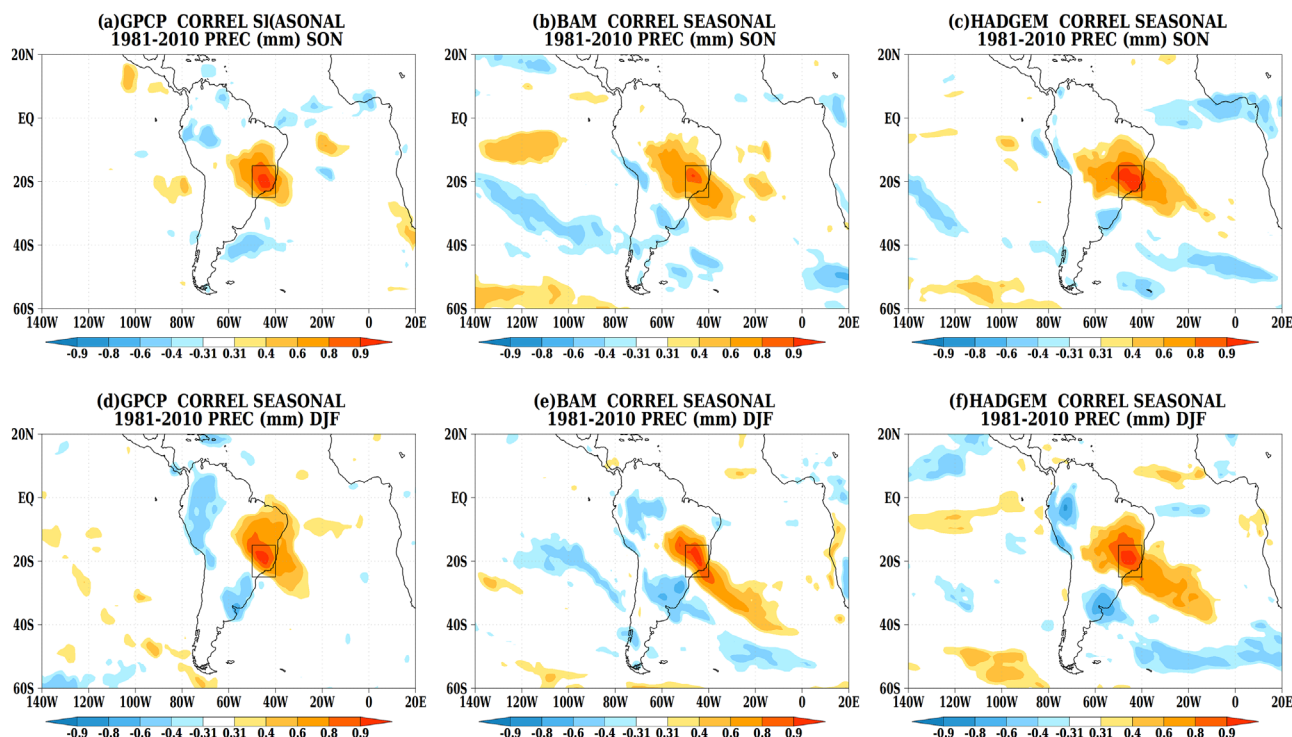 (a)GPCP CORREL SI(ASONAL
1981-2010 PREC (mm) SON
(b)BAM CORREL SEASONAL
1981-2010 PREC (mm) SON
(c)HADGEM CORREL SEASONAL
1981-2010 PREC (mm) SON
20N
EQ
20S
40S
60S
140W 120W 100W 80W 60W 40W 20W 0 20E
-0.9 -0.8 -0.6 -0.4 -0.31 0.31 0.4 0.6 0.8 0.9
20N
EQ
20S
40S
60S
140W 120W 100W 80W 60W 40W 20W 0 20E
-0.9 -0.8 -0.6 -0.4 -0.31 0.31 0.4 0.6 0.8 0.9
20N
EQ
20S
40S
60S
140W 120W 100W 80W 60W 40W 20W 0 20E
-0.9 -0.8 -0.6 -0.4 -0.31 0.31 0.4 0.6 0.8 0.9
(d)GPCP CORREL SEASONAL
1981-2010 PREC (mm) DJF
(e)BAM CORREL SEASONAL
1981-2010 PREC (mm) DJF
(f)HADGEM CORREL SEASONAL
1981-2010 PREC (mm) DJF
20N
EQ
20S
40S
60S
140W 120W 100W 80W 60W 40W 20W 0 20E
-0.9 -0.8 -0.6 -0.4 -0.31 0.31 0.4 0.6 0.8 0.9
20N
EQ
20S
40S
60S
140W 120W 100W 80W 60W 40W 20W 0 20E
-0.9 -0.8 -0.6 -0.4 -0.31 0.31 0.4 0.6 0.8 0.9
20N
EQ
20S
40S
60S
140W 120W 100W 80W 60W 40W 20W 0 20E
-0.9 -0.8 -0.6 -0.4 -0.31 0.31 0.4 0.6 0.8 0.9